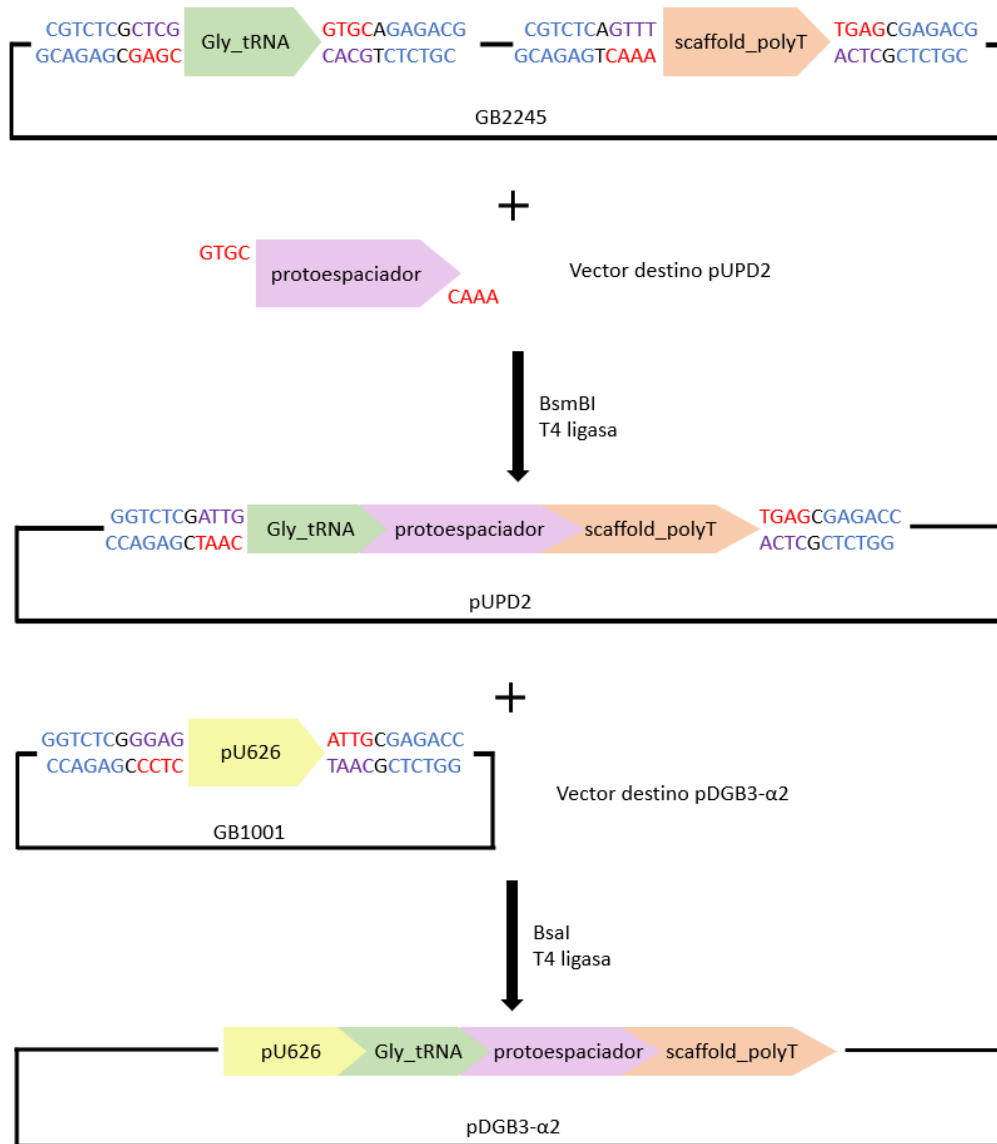 CGTCTCGCTCG Gly_tRNA GTGCAGAGACG CGTCTCAGTTT scaffold_polyT TGAGCGAGACG
GCAGAGCGAGC CACGTCTCTGC GCAGAGTCAAA ACTCGCTCTGC
GB2245
+
GTGC protoespaciador CAAA Vector destino pUPD2
BsmBI
T4 ligasa
GGTCTCGATTG Gly_tRNA protoespaciador scaffold_polyT TGAGCGAGACC
CCAGAGCTAAC ACTCGCTCTGG
pUPD2
+
GGTCTCGGGAG pU626 ATTGCGAGACC
CCAGAGCCCTC TAACGCTCTGG
Vector destino pDGB3-α2
GB1001
BsaI
T4 ligasa
pU626 Gly_tRNA protoespaciador scaffold_polyT
pDGB3-α2